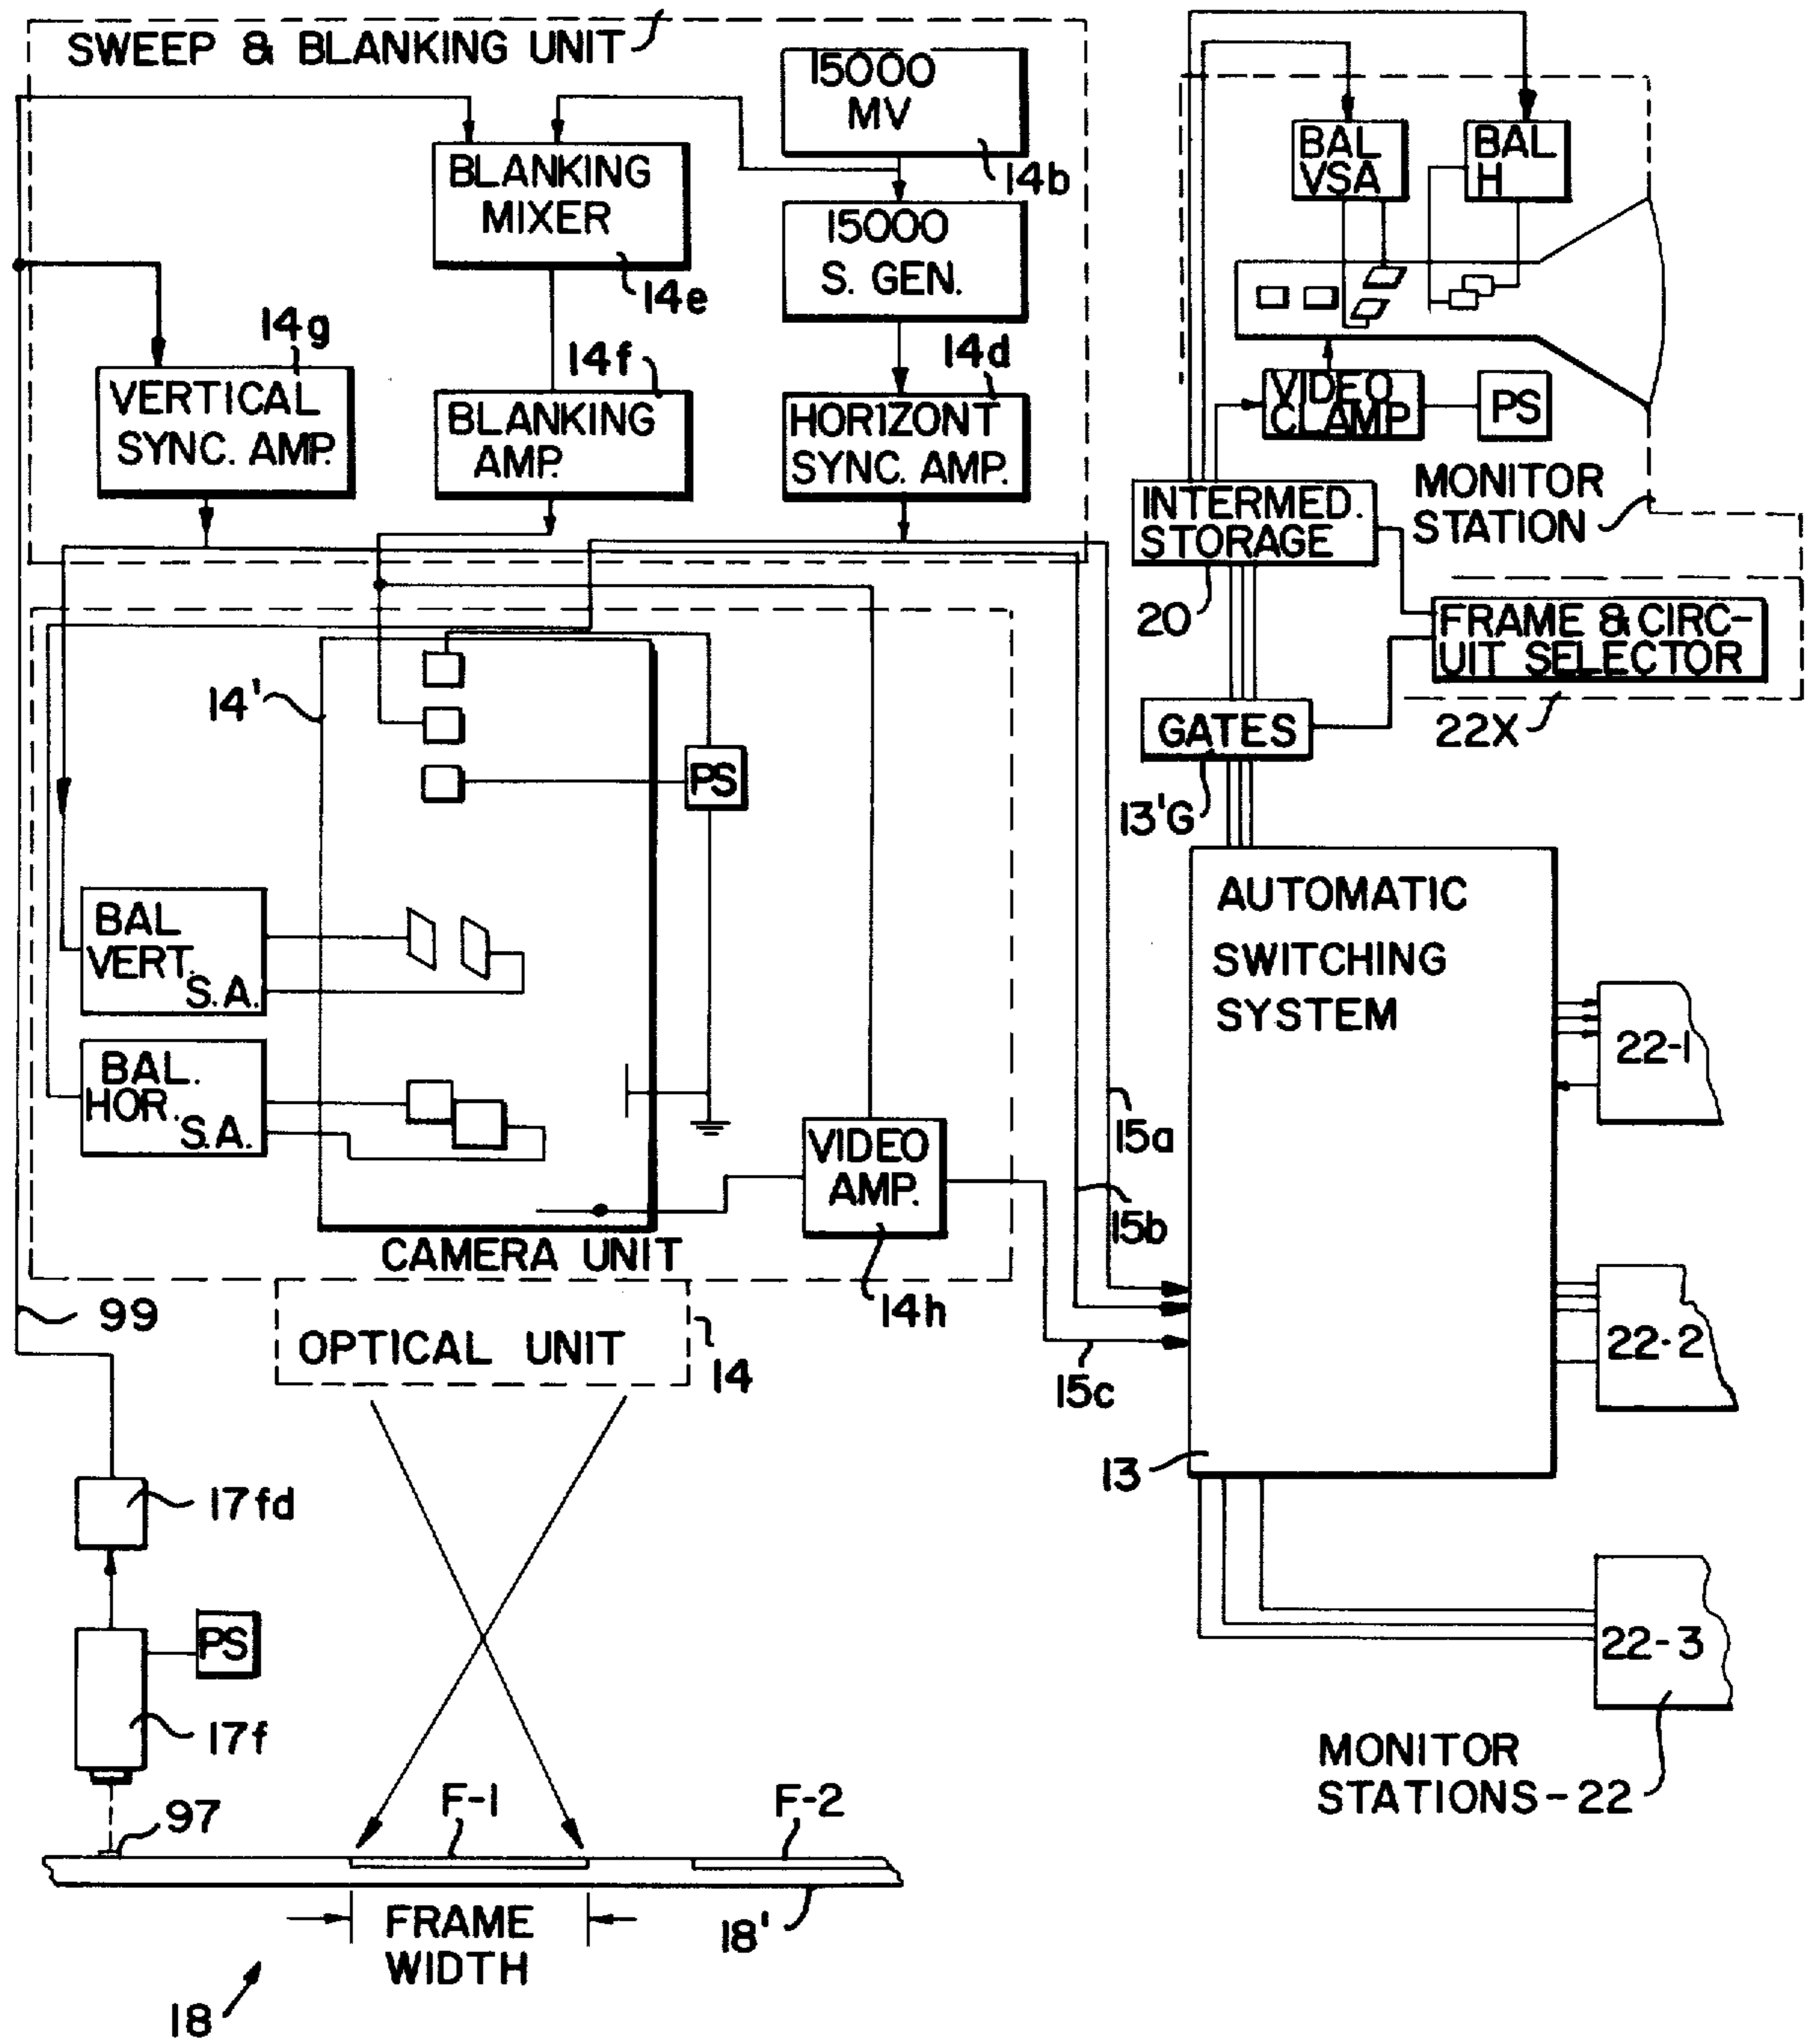 SWEEP & BLANKING UNIT
15000
MV
14b
BLANKING
MIXER
14e
15000
S. GEN.
14g
VERTICAL
SYNC. AMP.
14f
BLANKING
AMP.
14d
HORIZONT
SYNC. AMP.
BAL
VSA
BAL
H
VIDEO
CLAMP
PS
MONITOR
STATION
INTERMED.
STORAGE
20
FRAME & CIRC-
UIT SELECTOR
22X
GATES
13'G
14'
PS
BAL
VERT.
S.A.
BAL.
HOR.
S.A.
VIDEO
AMP.
14h
CAMERA UNIT
15a
15b
15c
AUTOMATIC
SWITCHING
SYSTEM
13
22-1
22-2
22-3
MONITOR
STATIONS-22
99
OPTICAL UNIT
14
17fd
PS
17f
97
F-1
F-2
FRAME
WIDTH
18'
18